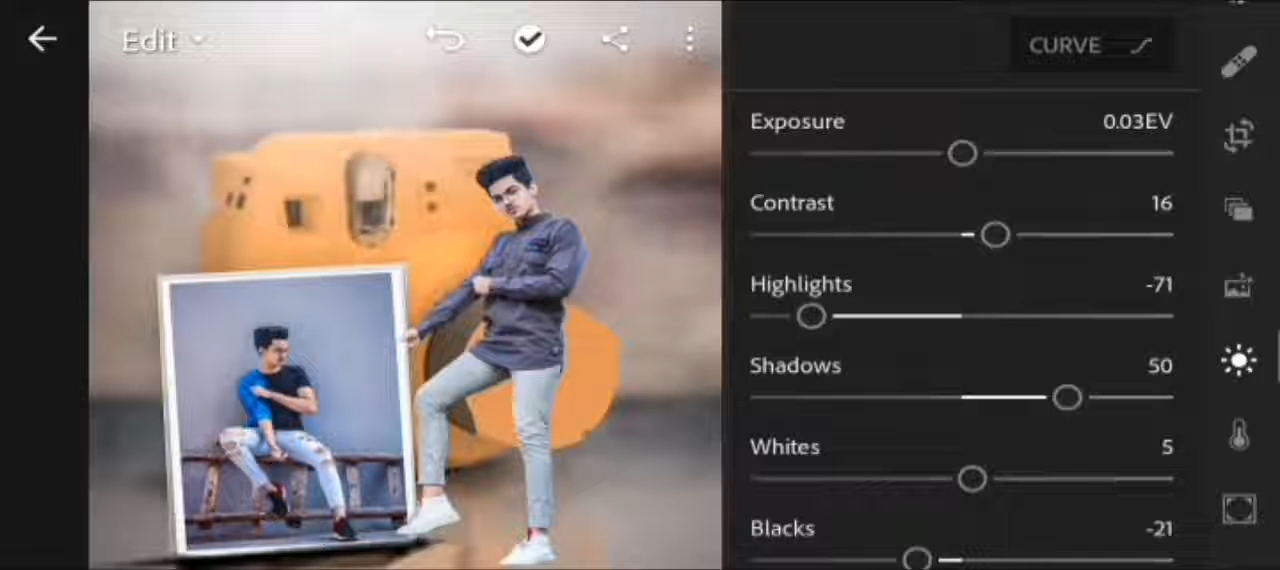 Edit
CURVE
Exposure 0.03EV
Contrast 16
Highlights -71
Shadows 50
Whites 5
Blacks -21